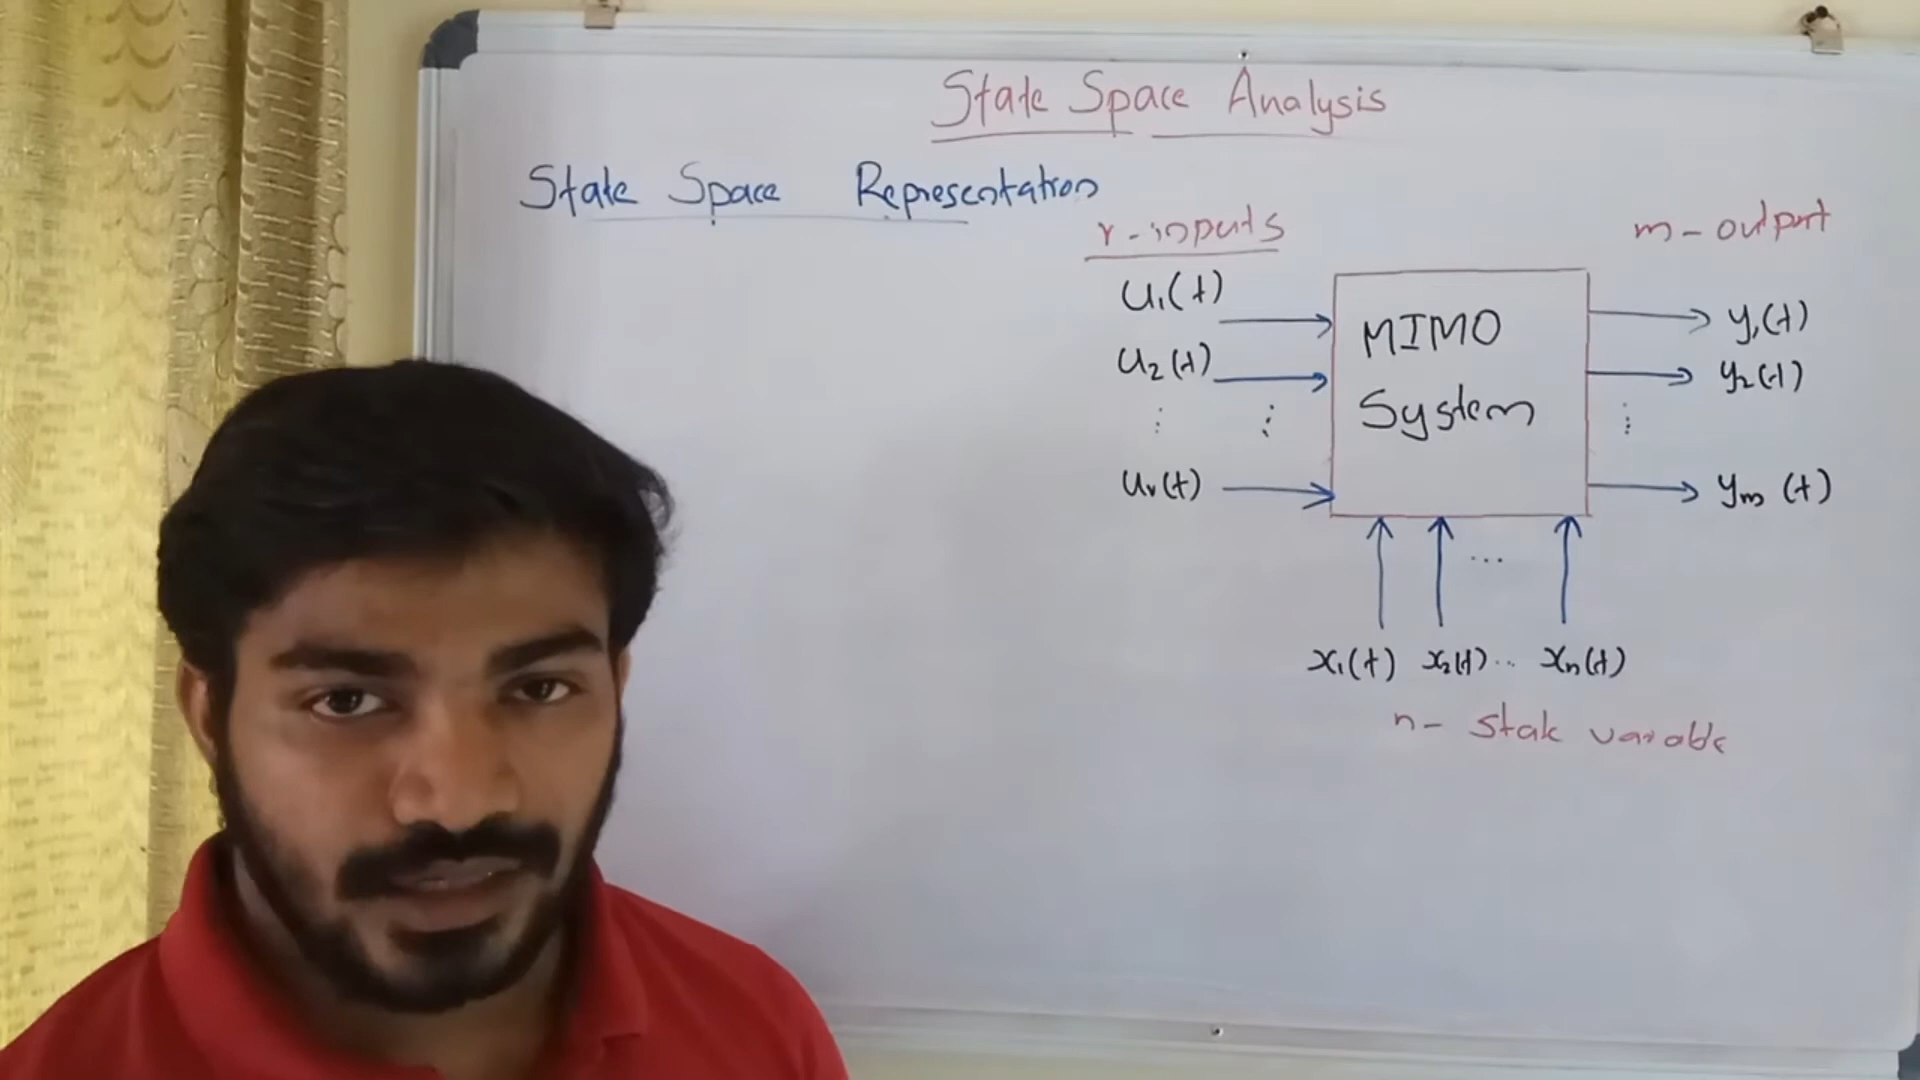 State Space Analysis
State Space Representation
r-inputs
m-output
u1(t)
u2(t)
⋮
ur(t)
MIMO
System
y1(t)
y2(t)
⋮
ym(t)
...
x1(t) x2(t) ... xn(t)
n- state variable